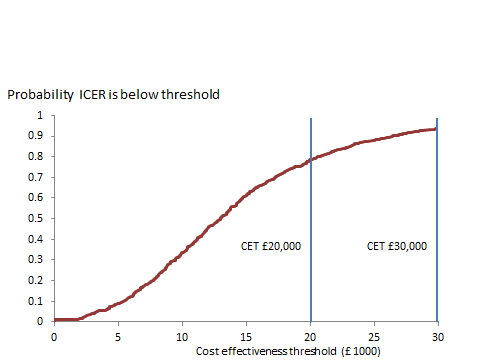 Probability ICER is below threshold
1
0.9
0.8
0.7
0.6
0.5
0.4
0.3
0.2
0.1
0
CET £20,000 CET £30,000
0 5 10 15 20 25 30
Cost effectiveness threshold (£1000)